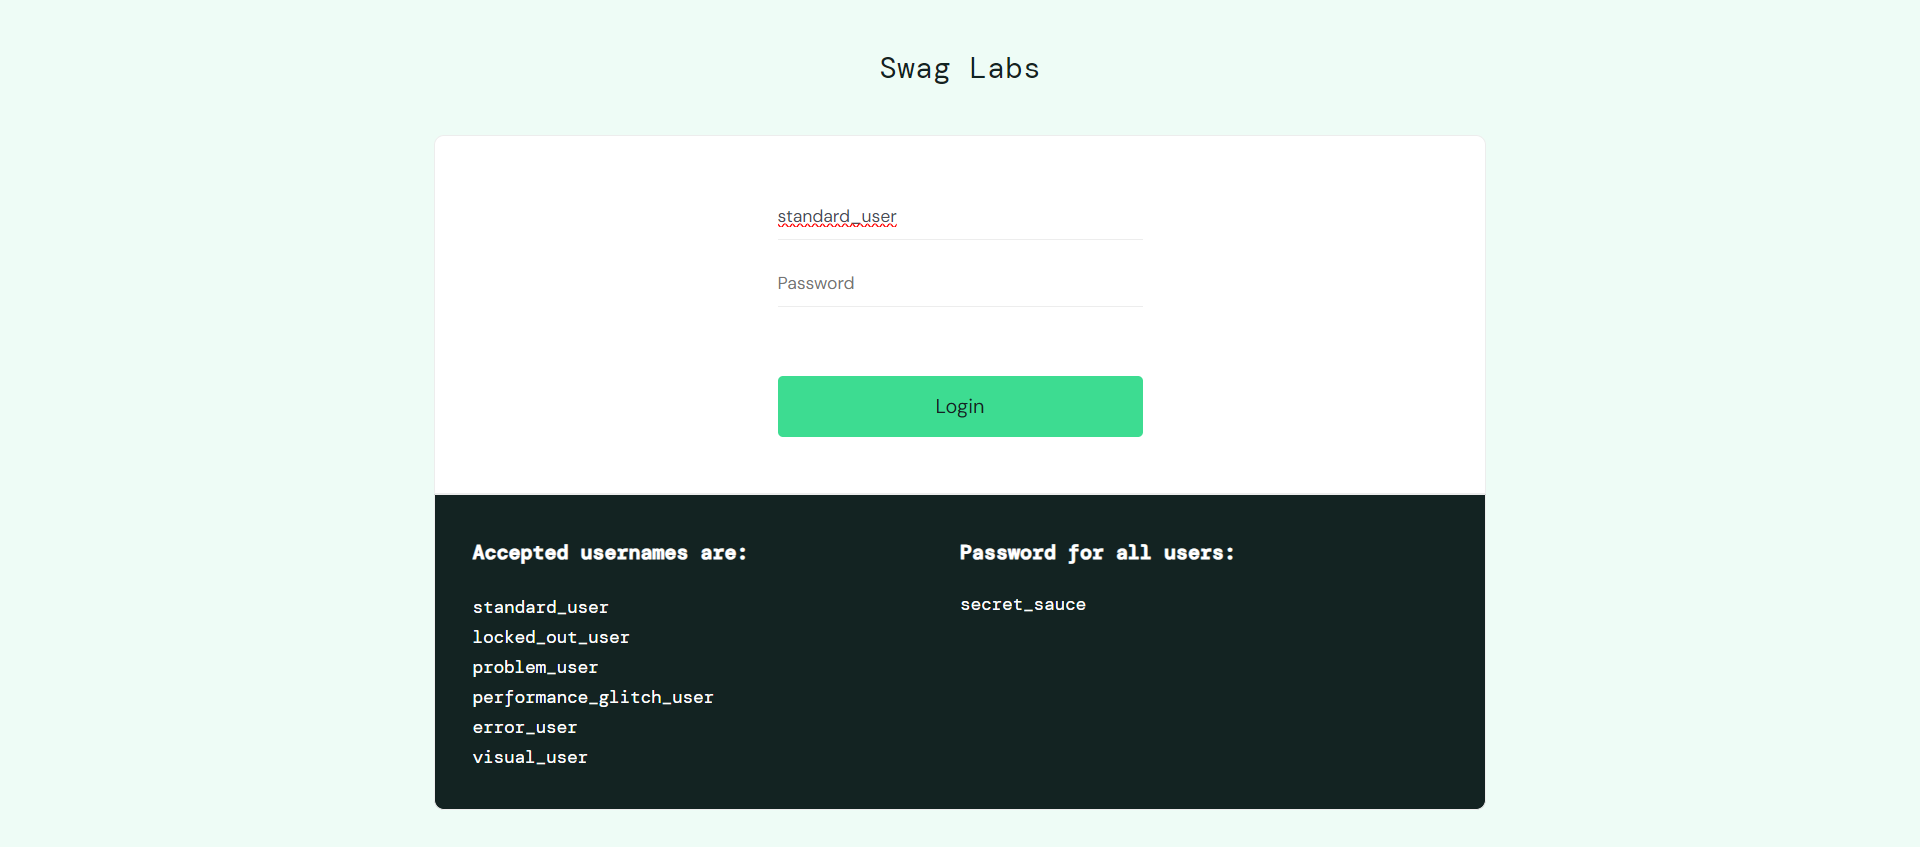 Swag Labs
standard_user
Password
Login
Accepted usernames are:
standard_user
locked_out_user
problem_user
performance_glitch_user
error_user
visual_user
Password for all users:
secret_sauce